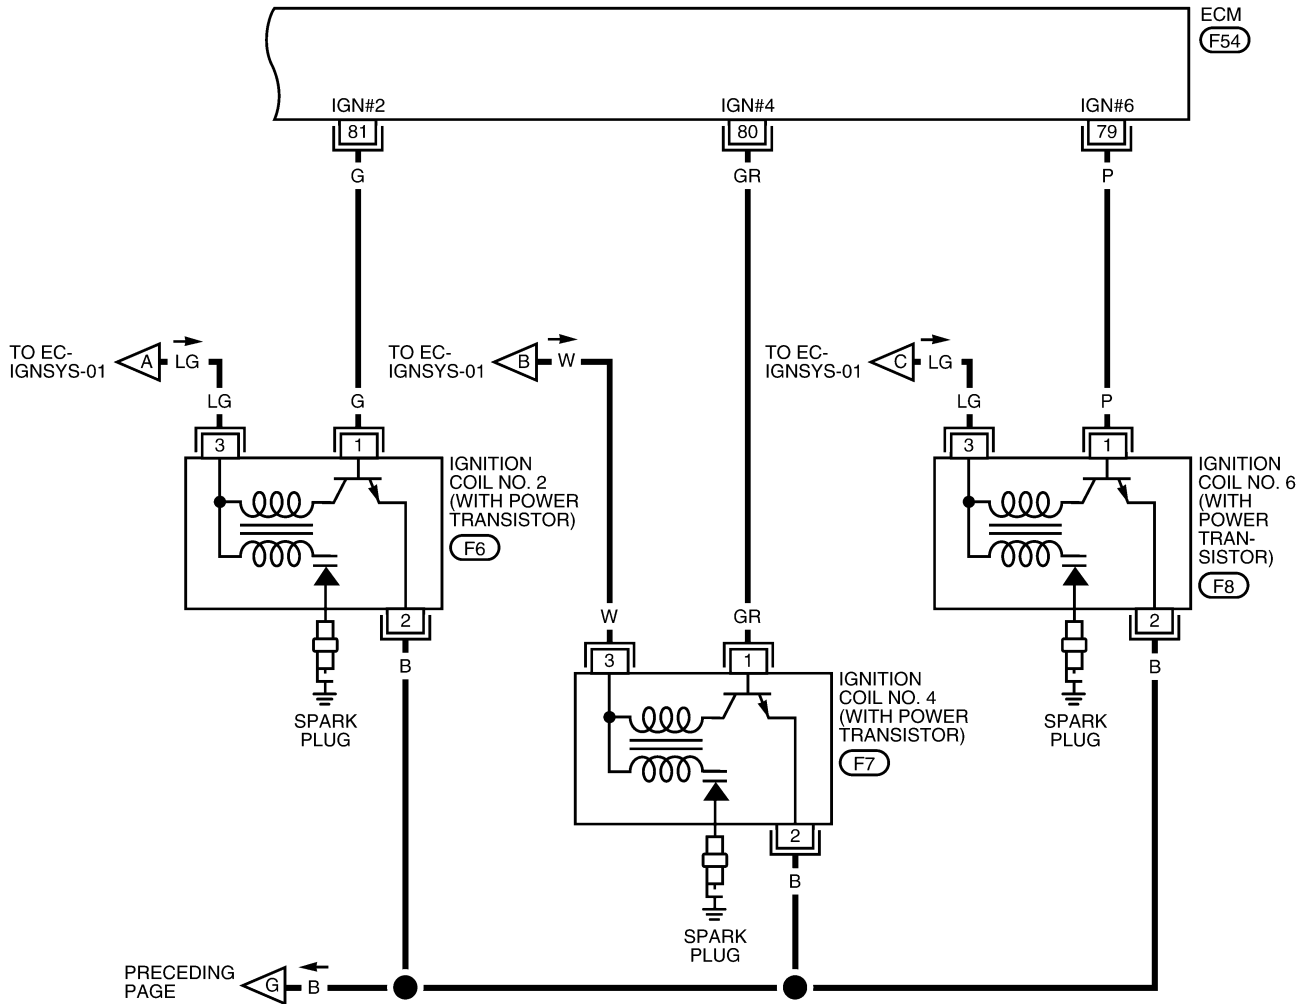 ECM
F54
IGN#2
IGN#4
IGN#6
81
80
79
G
GR
P
TO EC-
IGNSYS-01
A
LG
TO EC-
IGNSYS-01
B
W
TO EC-
IGNSYS-01
C
LG
LG
G
LG
P
3
1
3
1
IGNITION
COIL NO. 2
(WITH POWER
TRANSISTOR)
F6
IGNITION
COIL NO. 6
(WITH
POWER
TRAN-
SISTOR)
F8
W
GR
2
2
B
B
3
1
IGNITION
COIL NO. 4
(WITH POWER
TRANSISTOR)
F7
SPARK
PLUG
SPARK
PLUG
2
B
SPARK
PLUG
PRECEDING
PAGE
G
B